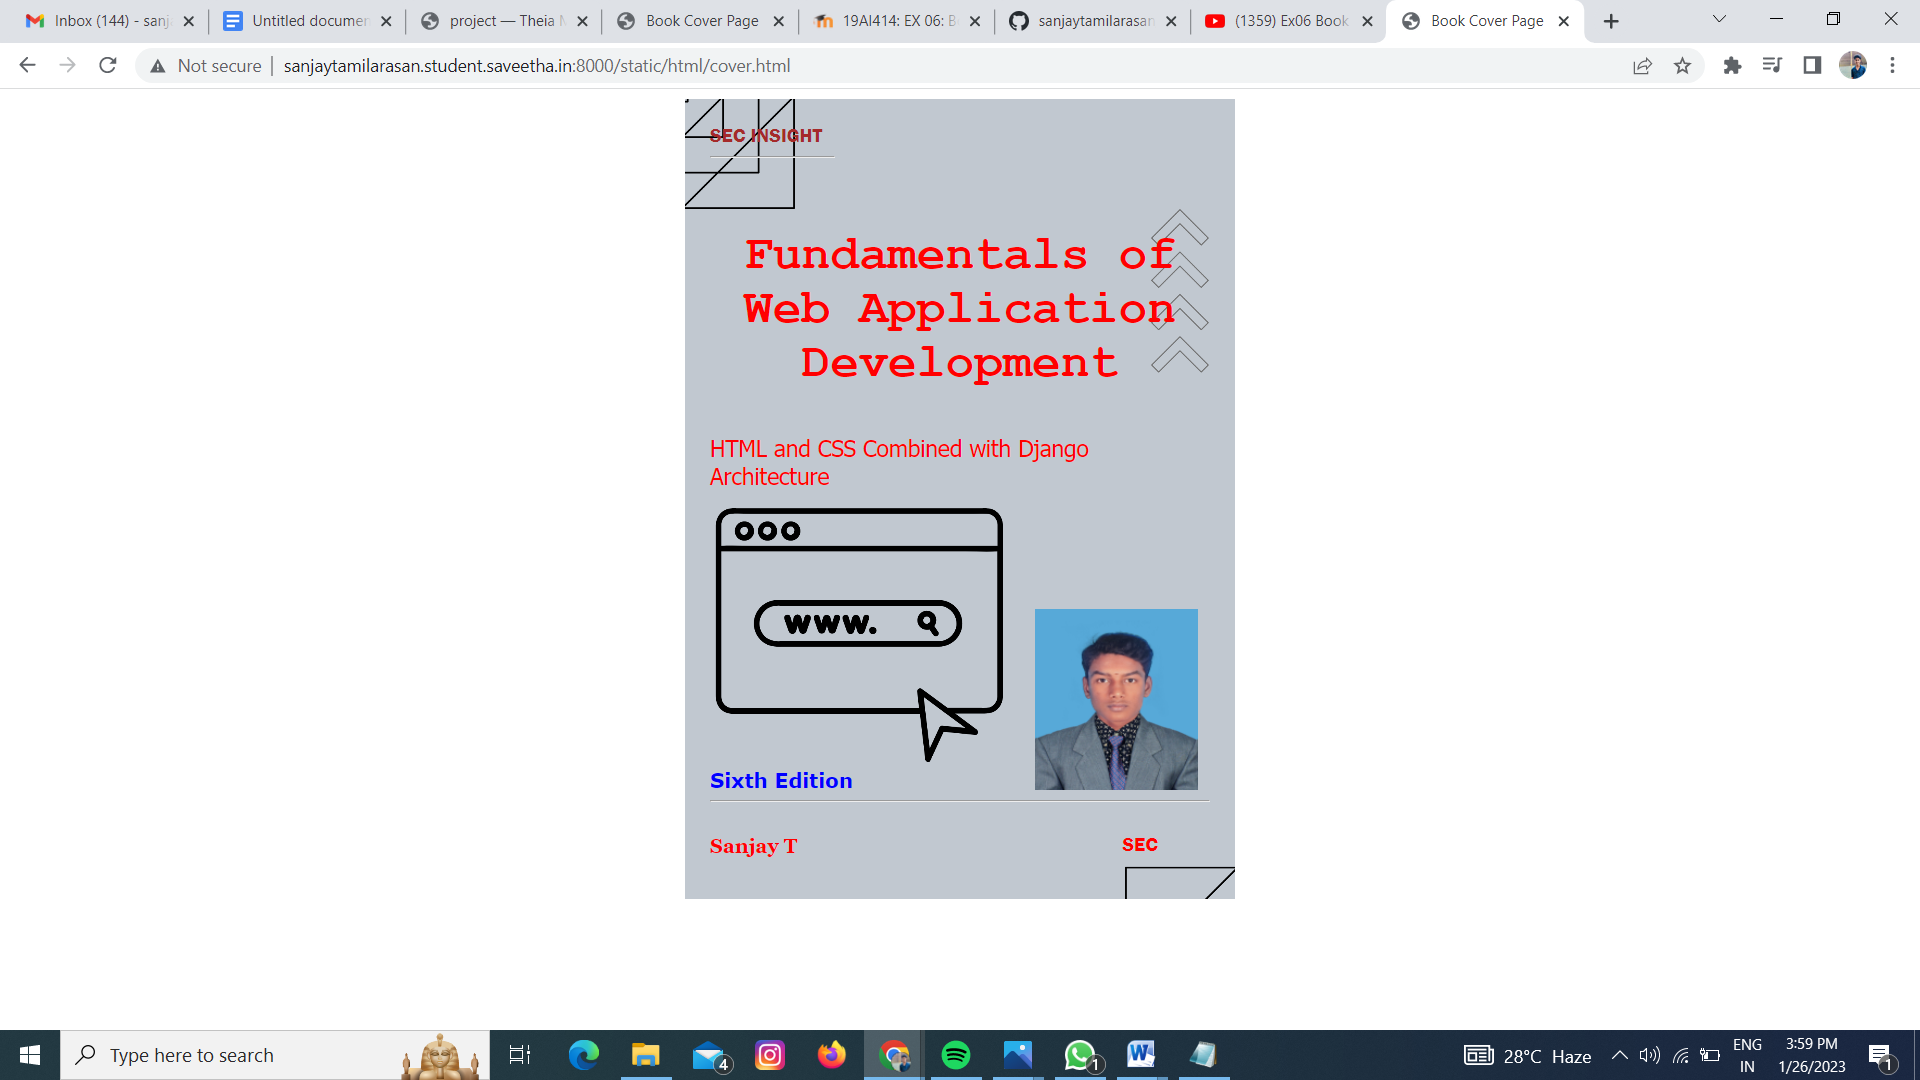 Inbox (144) - sanj
Untitled documen
project — Theia
Book Cover Page
19AI414: EX 06: B
sanjaytamilarasan
(1359) Ex06 Book
Book Cover Page
Not secure
sanjaytamilarasan.student.saveetha.in:8000/static/html/cover.html
SEC INSIGHT
Fundamentals of
Web Application
Development
HTML and CSS Combined with Django
Architecture
www.
Sixth Edition
Sanjay T
SEC
Type here to search
4
1
28°C Haze
ENG
IN
3:59 PM
1/26/2023
1